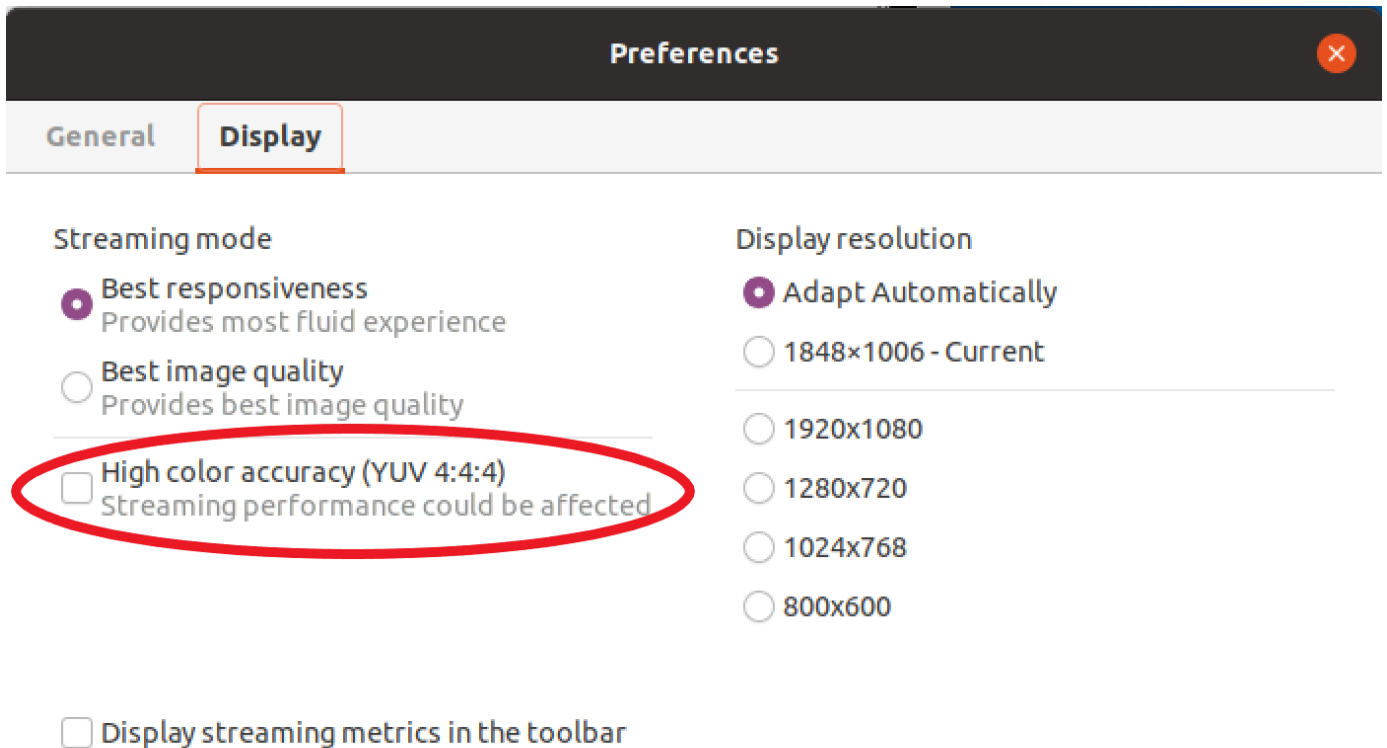 Preferences
General
Display
Streaming mode
Best responsiveness
Provides most fluid experience
Best image quality
Provides best image quality
High color accuracy (YUV 4:4:4)
Streaming performance could be affected
Display streaming metrics in the toolbar
Display resolution
Adapt Automatically
1848×1006 - Current
1920x1080
1280x720
1024x768
800x600